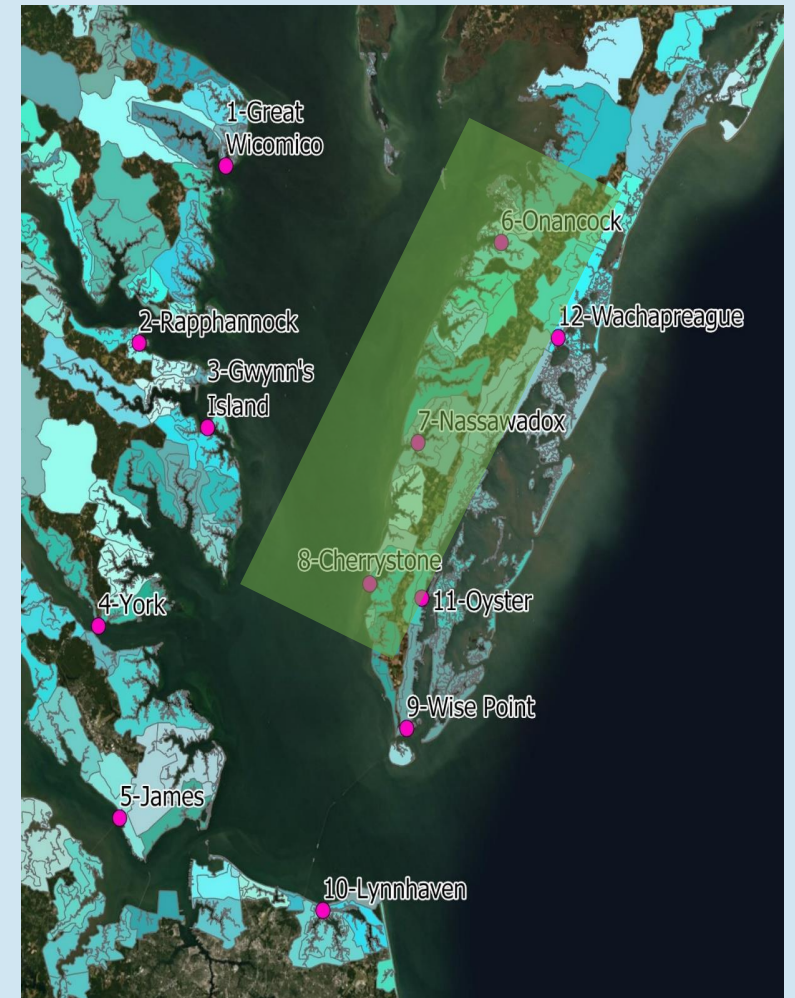 1-Great
Wicomico
6-Onancock
2-Rapphannock
12-Wachapreague
3-Gwynn's
Island
7-Nassawadox
8-Cherrystone
11-Oyster
4-York
9-Wise Point
5-James
10-Lynnhaven